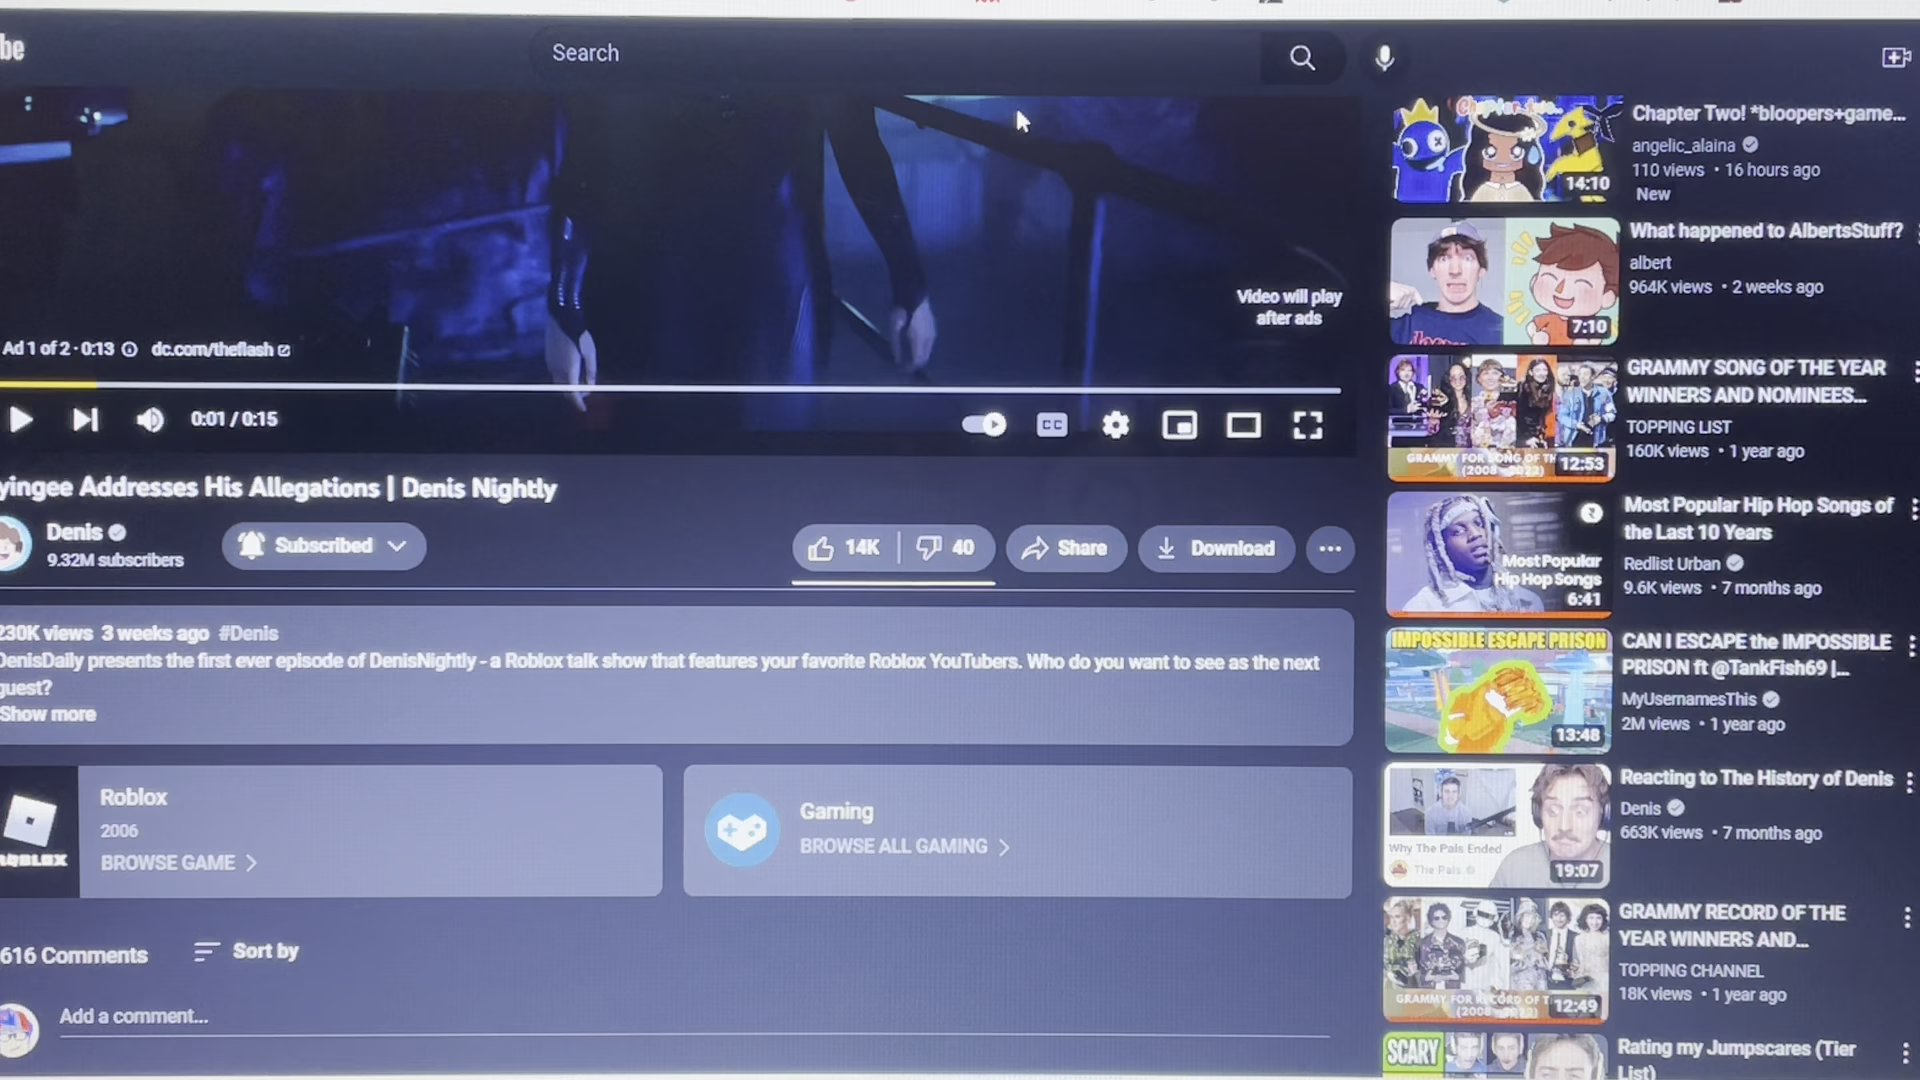 be
Search
Video will play
after ads
Ad 1 of 2 · 0:13
dc.com/theflash
0:01 / 0:15
CC
yingee Addresses His Allegations | Denis Nightly
Denis
9.32M subscribers
Subscribed
14K
40
Share
Download
230K views 3 weeks ago #Denis
DenisDaily presents the first ever episode of DenisNightly - a Roblox talk show that features your favorite Roblox YouTubers. Who do you want to see as the next
guest?
Show more
ROBLOX
Roblox
2006
BROWSE GAME
Gaming
BROWSE ALL GAMING
616 Comments
Sort by
Add a comment...
14:10
Chapter Two! *bloopers+game...
angelic_alaina
110 views • 16 hours ago
New
7:10
What happened to AlbertsStuff?
albert
964K views • 2 weeks ago
GRAMMY FOR SONG OF TH
(2008 - 2022)
12:53
GRAMMY SONG OF THE YEAR
WINNERS AND NOMINEES...
TOPPING LIST
160K views • 1 year ago
Most Popular
Hip Hop Songs
6:41
Most Popular Hip Hop Songs of
the Last 10 Years
Redlist Urban
9.6K views • 7 months ago
IMPOSSIBLE ESCAPE PRISON
13:48
CAN I ESCAPE the IMPOSSIBLE
PRISON ft @TankFish69 |...
MyUsernamesThis
2M views • 1 year ago
Why The Pals Ended
The Pals
19:07
Reacting to The History of Denis
Denis
663K views • 7 months ago
GRAMMY FOR RECORD OF T
(2008 - 2022)
12:49
GRAMMY RECORD OF THE
YEAR WINNERS AND...
TOPPING CHANNEL
18K views • 1 year ago
SCARY
Rating my Jumpscares (Tier
List)